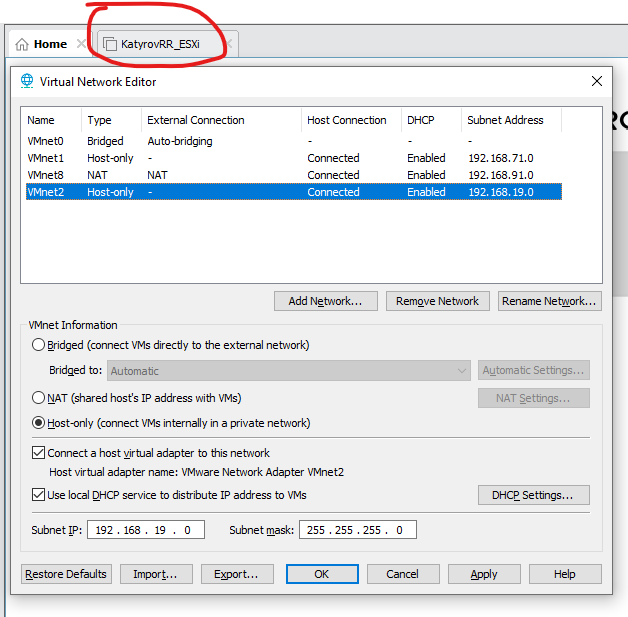 Home
KatyrovRR_ESXi
Virtual Network Editor
Name Type External Connection Host Connection DHCP Subnet Address
VMnet0 Bridged Auto-bridging - - -
VMnet1 Host-only - Connected Enabled 192.168.71.0
VMnet8 NAT NAT Connected Enabled 192.168.91.0
VMnet2 Host-only - Connected Enabled 192.168.19.0
Add Network... Remove Network Rename Network...
VMnet Information
Bridged (connect VMs directly to the external network)
Bridged to: Automatic Automatic Settings...
NAT (shared host's IP address with VMs) NAT Settings...
Host-only (connect VMs internally in a private network)
Connect a host virtual adapter to this network
Host virtual adapter name: VMware Network Adapter VMnet2
Use local DHCP service to distribute IP address to VMs DHCP Settings...
Subnet IP: 192 . 168 . 19 . 0 Subnet mask: 255 . 255 . 255 . 0
Restore Defaults Import... Export... OK Cancel Apply Help